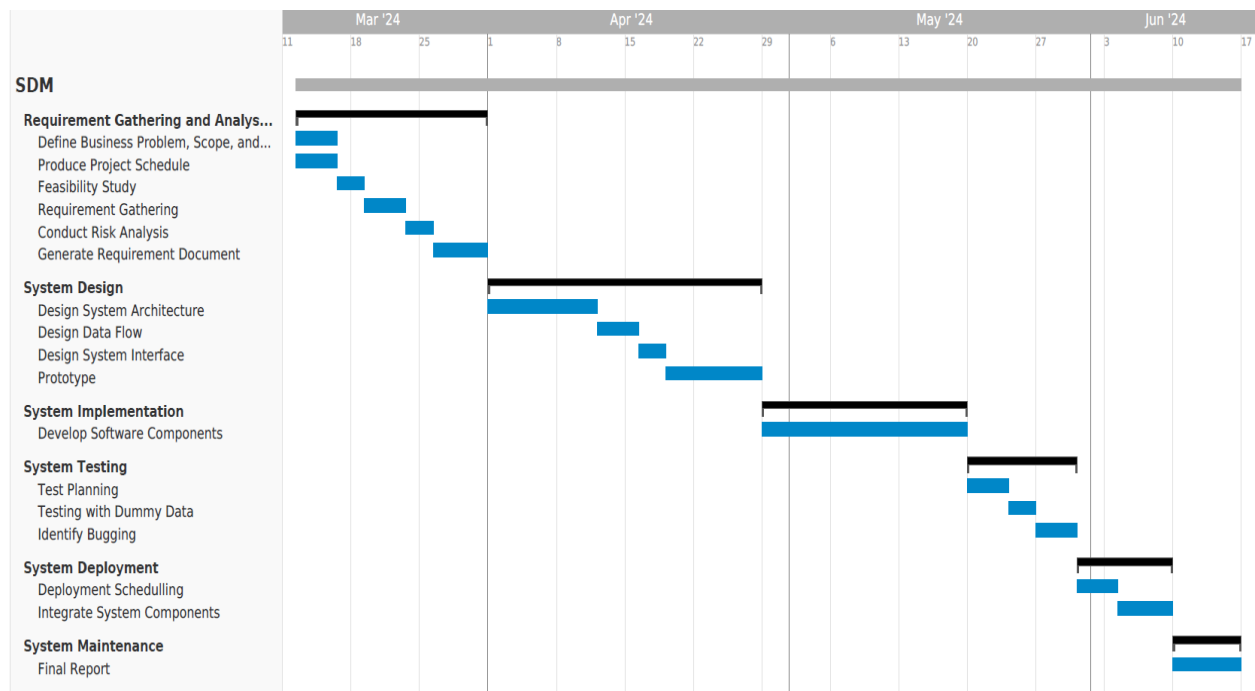 Mar '24 Apr '24 May '24 Jun '24
11 18 25 1 8 15 22 29 6 13 20 27 3 10 17
SDM
Requirement Gathering and Analys...
Define Business Problem, Scope, and...
Produce Project Schedule
Feasibility Study
Requirement Gathering
Conduct Risk Analysis
Generate Requirement Document
System Design
Design System Architecture
Design Data Flow
Design System Interface
Prototype
System Implementation
Develop Software Components
System Testing
Test Planning
Testing with Dummy Data
Identify Bugging
System Deployment
Deployment Schedulling
Integrate System Components
System Maintenance
Final Report